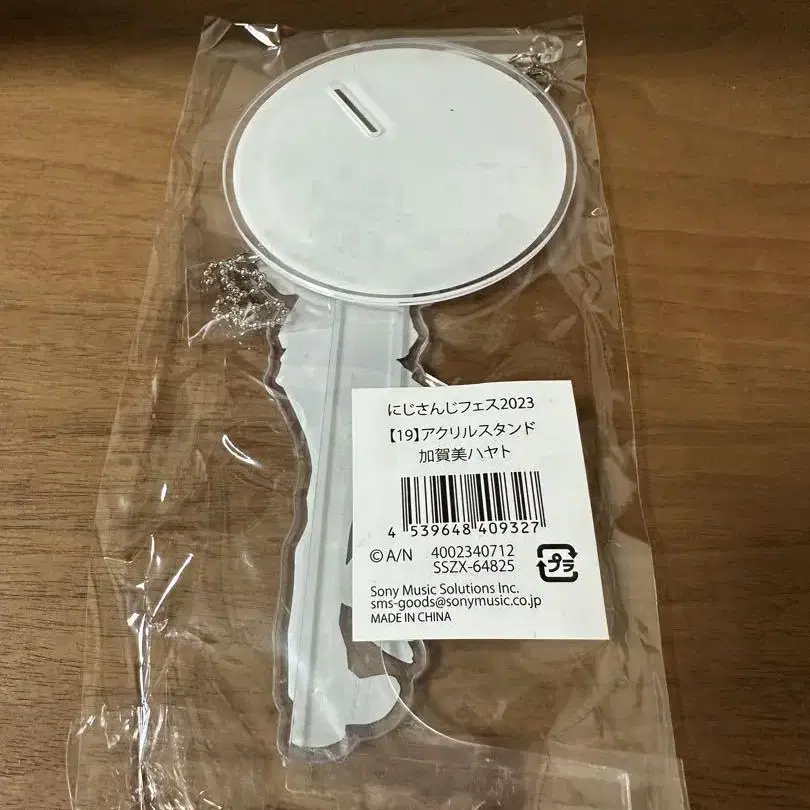 にじさんじフェス2023
【19】アクリルスタンド
加賀美ハヤト
4 539648 409327
© A/N 4002340712
SSZX-64825
プラ
Sony Music Solutions Inc.
sms-goods@sonymusic.co.jp
MADE IN CHINA